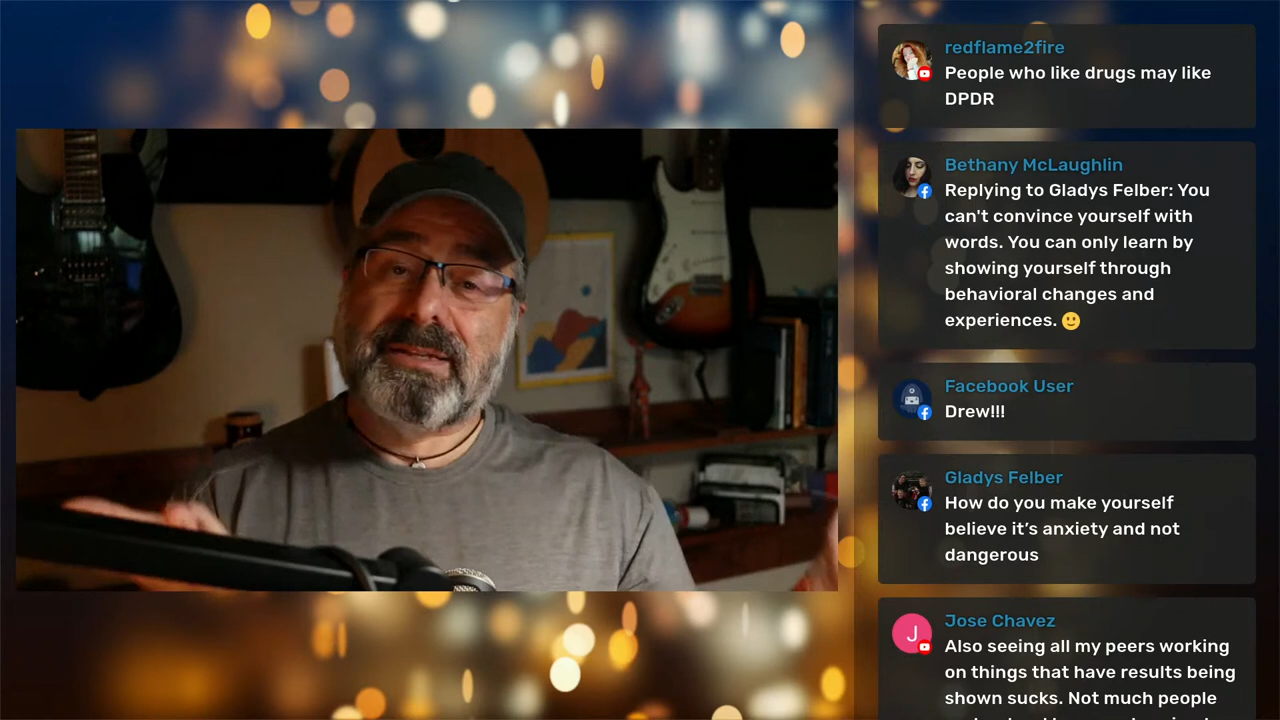 redflame2fire
People who like drugs may like
DPDR
Bethany McLaughlin
Replying to Gladys Felber: You
can't convince yourself with
words. You can only learn by
showing yourself through
behavioral changes and
experiences. 🙂
Facebook User
Drew!!!
Gladys Felber
How do you make yourself
believe it’s anxiety and not
dangerous
J
Jose Chavez
Also seeing all my peers working
on things that have results being
shown sucks. Not much people